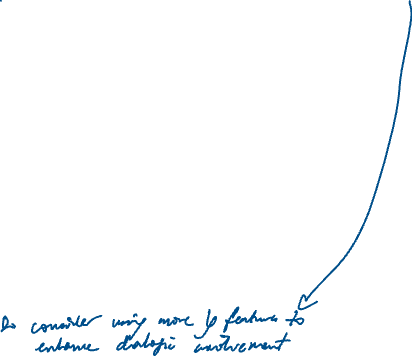 Do consider using more features to
enhance dialogic involvement